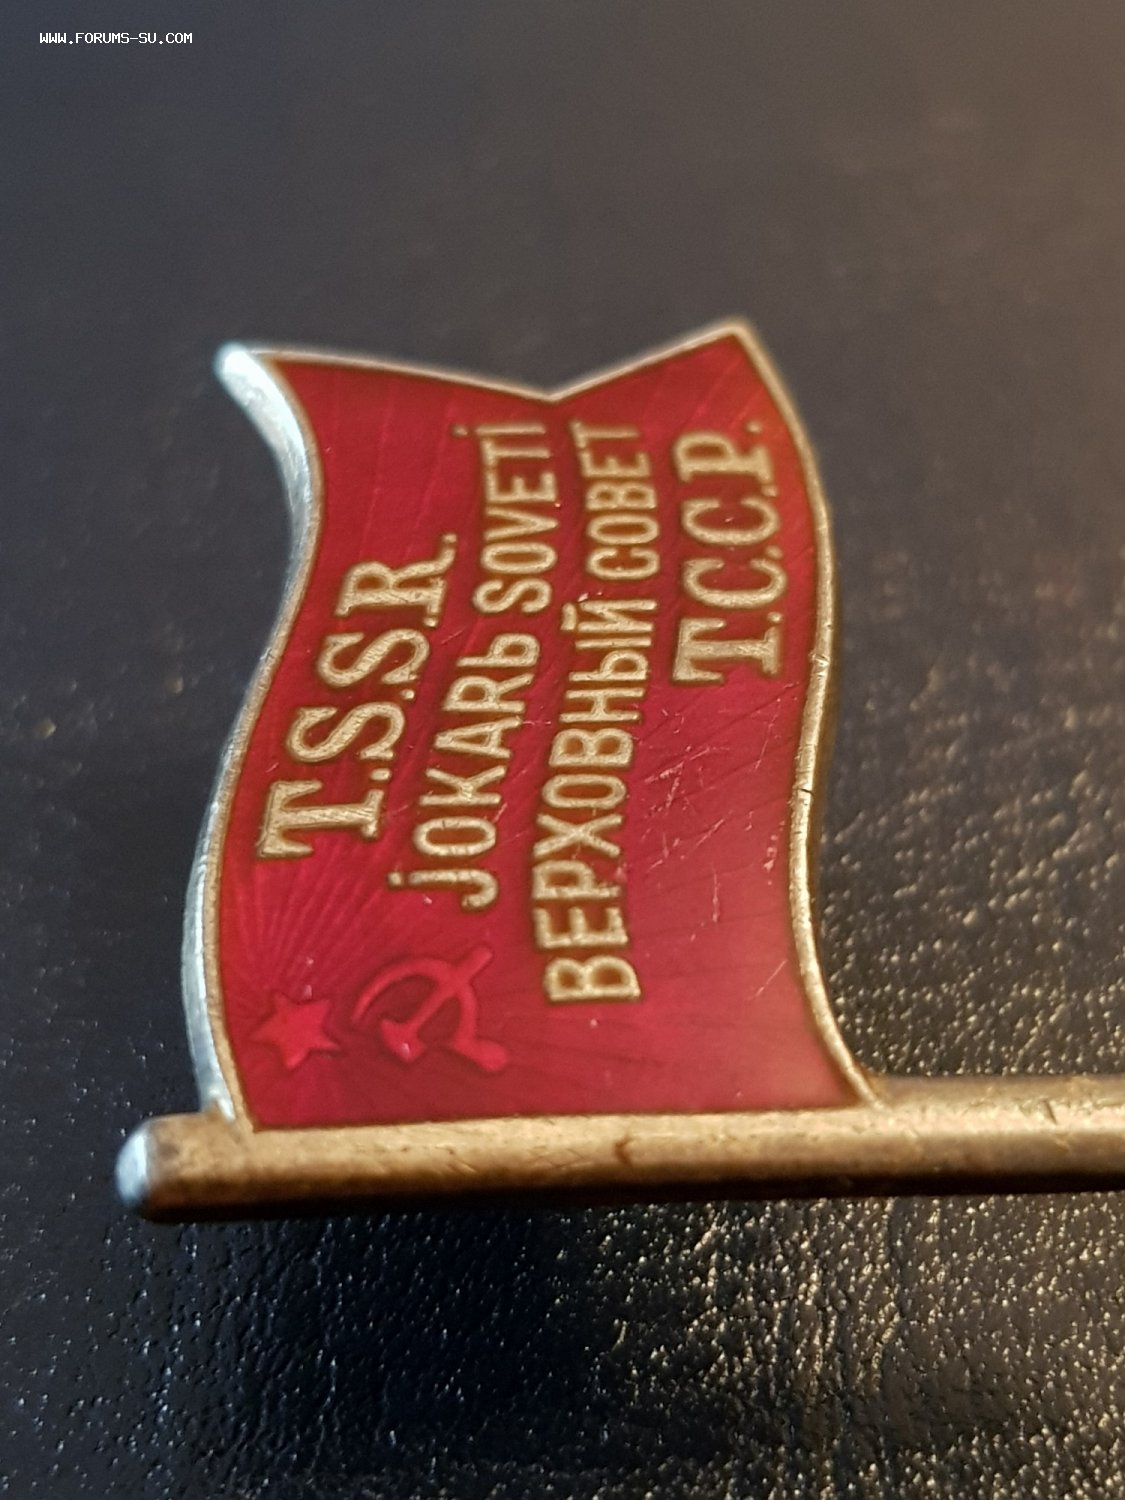 WWW.FORUMS-SU.COM
T.S.S.R.
jOKARЬ SOVETi
ВЕРХОВНЫЙ СОВЕТ
Т.С.С.Р.